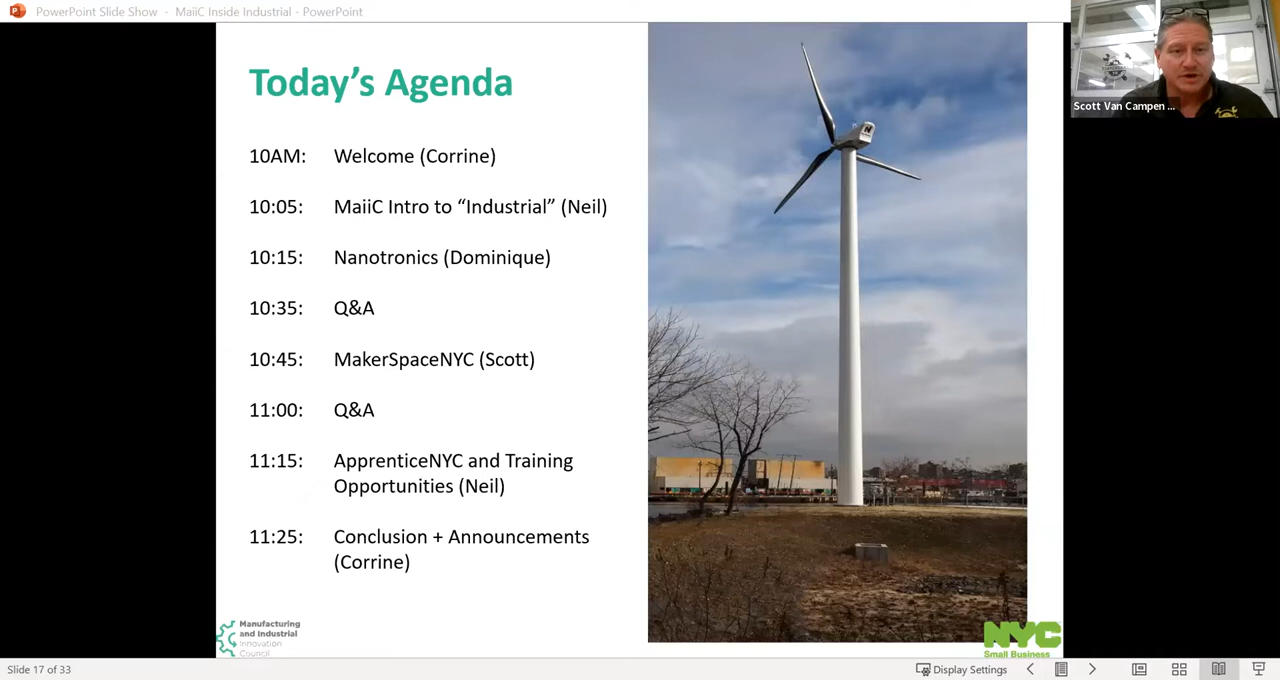 PowerPoint Slide Show - MaiiC Inside Industrial - PowerPoint
Scott Van Campen ...
Today's Agenda
10AM: Welcome (Corrine)
10:05: MaiiC Intro to “Industrial” (Neil)
10:15: Nanotronics (Dominique)
10:35: Q&A
10:45: MakerSpaceNYC (Scott)
11:00: Q&A
11:15: ApprenticeNYC and Training
Opportunities (Neil)
11:25: Conclusion + Announcements
(Corrine)
Manufacturing
and Industrial
Innovation
Council
NYC
Small Business
Slide 17 of 33
Display Settings